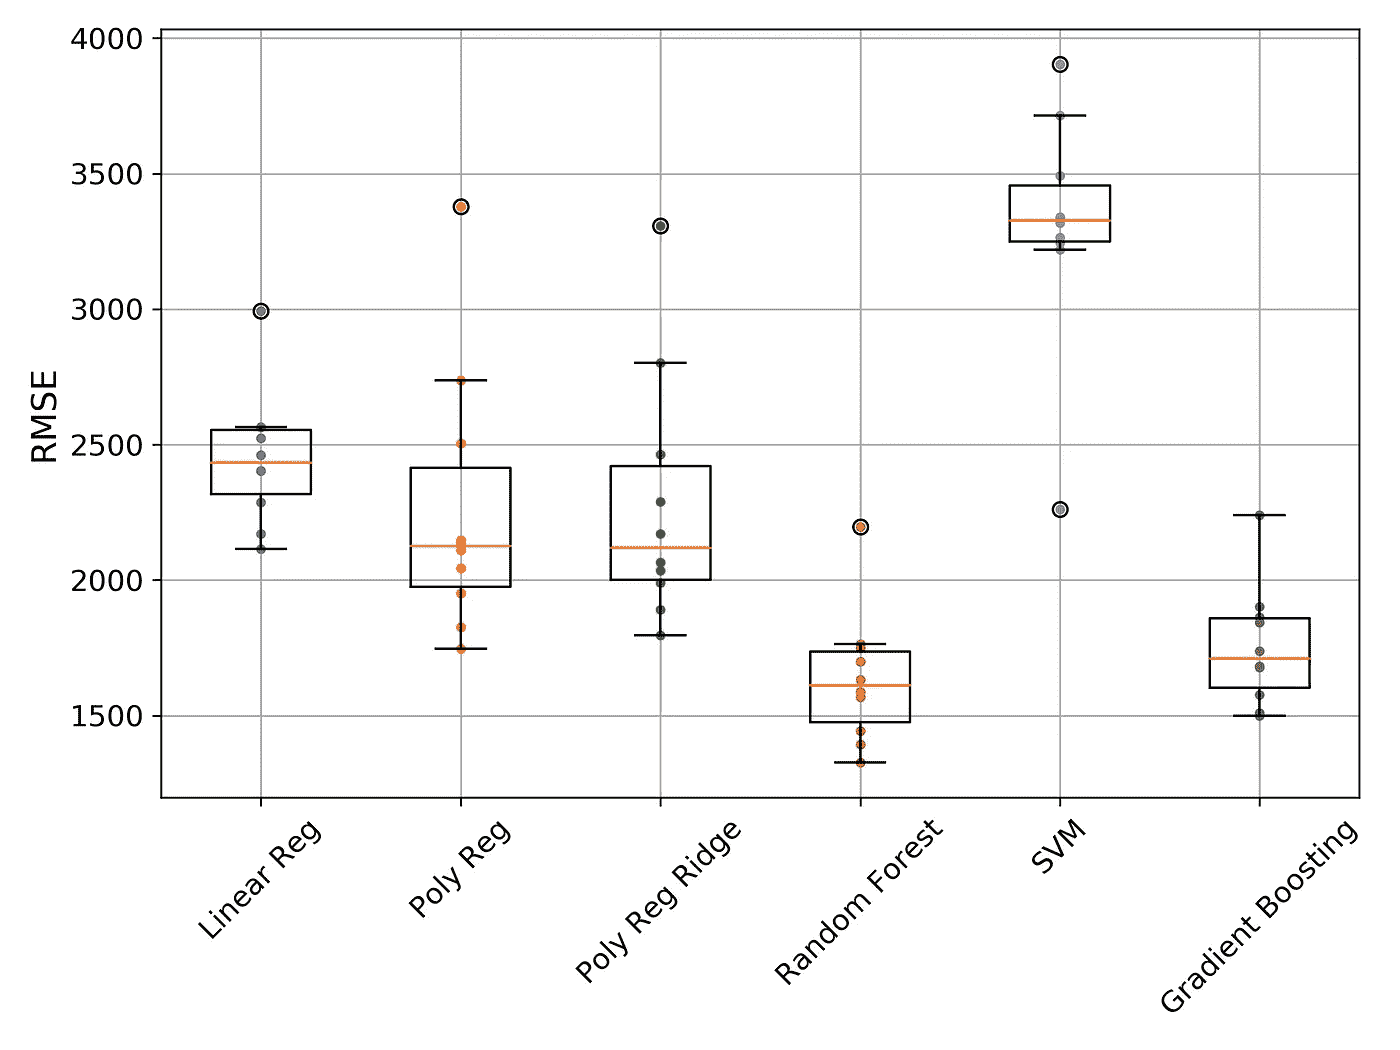 4000
3500
3000
2500
2000
1500
RMSE
Linear Reg
Poly Reg
Poly Reg Ridge
Random Forest
SVM
Gradient Boosting